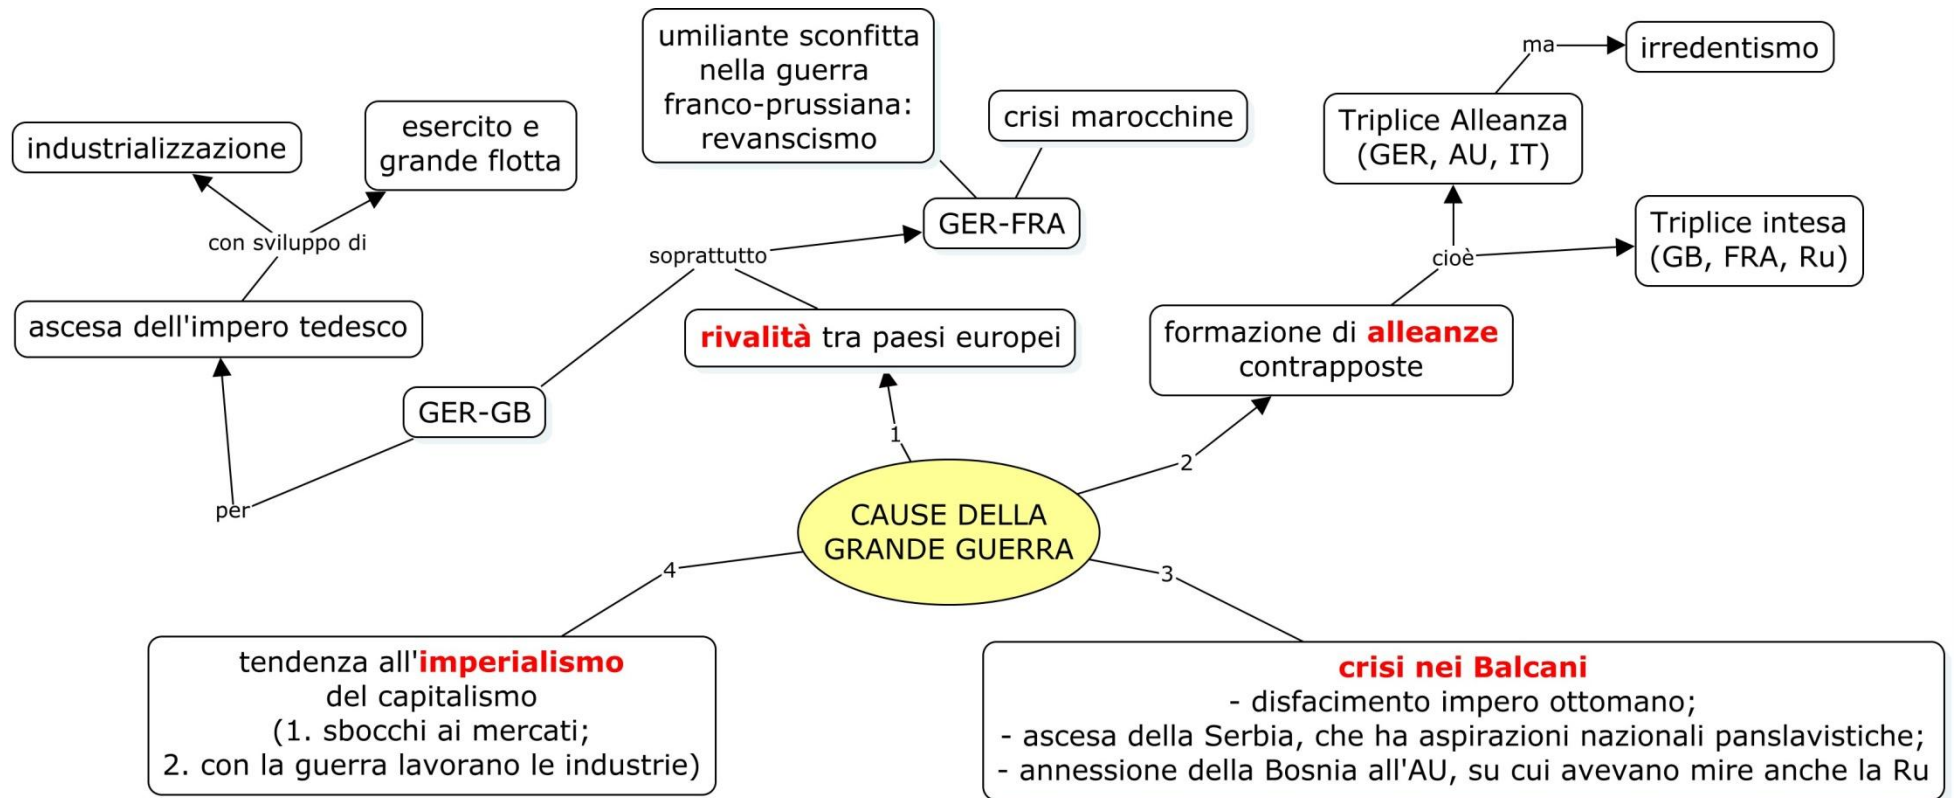 umiliante sconfitta
nella guerra
franco-prussiana:
revanscismo
crisi marocchine
ma
irredentismo
industrializzazione
esercito e
grande flotta
Triplice Alleanza
(GER, AU, IT)
con sviluppo di
soprattutto
GER-FRA
cioè
Triplice intesa
(GB, FRA, Ru)
ascesa dell'impero tedesco
rivalità tra paesi europei
formazione di alleanze
contrapposte
GER-GB
per
1
2
CAUSE DELLA
GRANDE GUERRA
4
3
tendenza all'imperialismo
del capitalismo
(1. sbocchi ai mercati;
2. con la guerra lavorano le industrie)
crisi nei Balcani
- disfacimento impero ottomano;
- ascesa della Serbia, che ha aspirazioni nazionali panslavistiche;
- annessione della Bosnia all'AU, su cui avevano mire anche la Ru